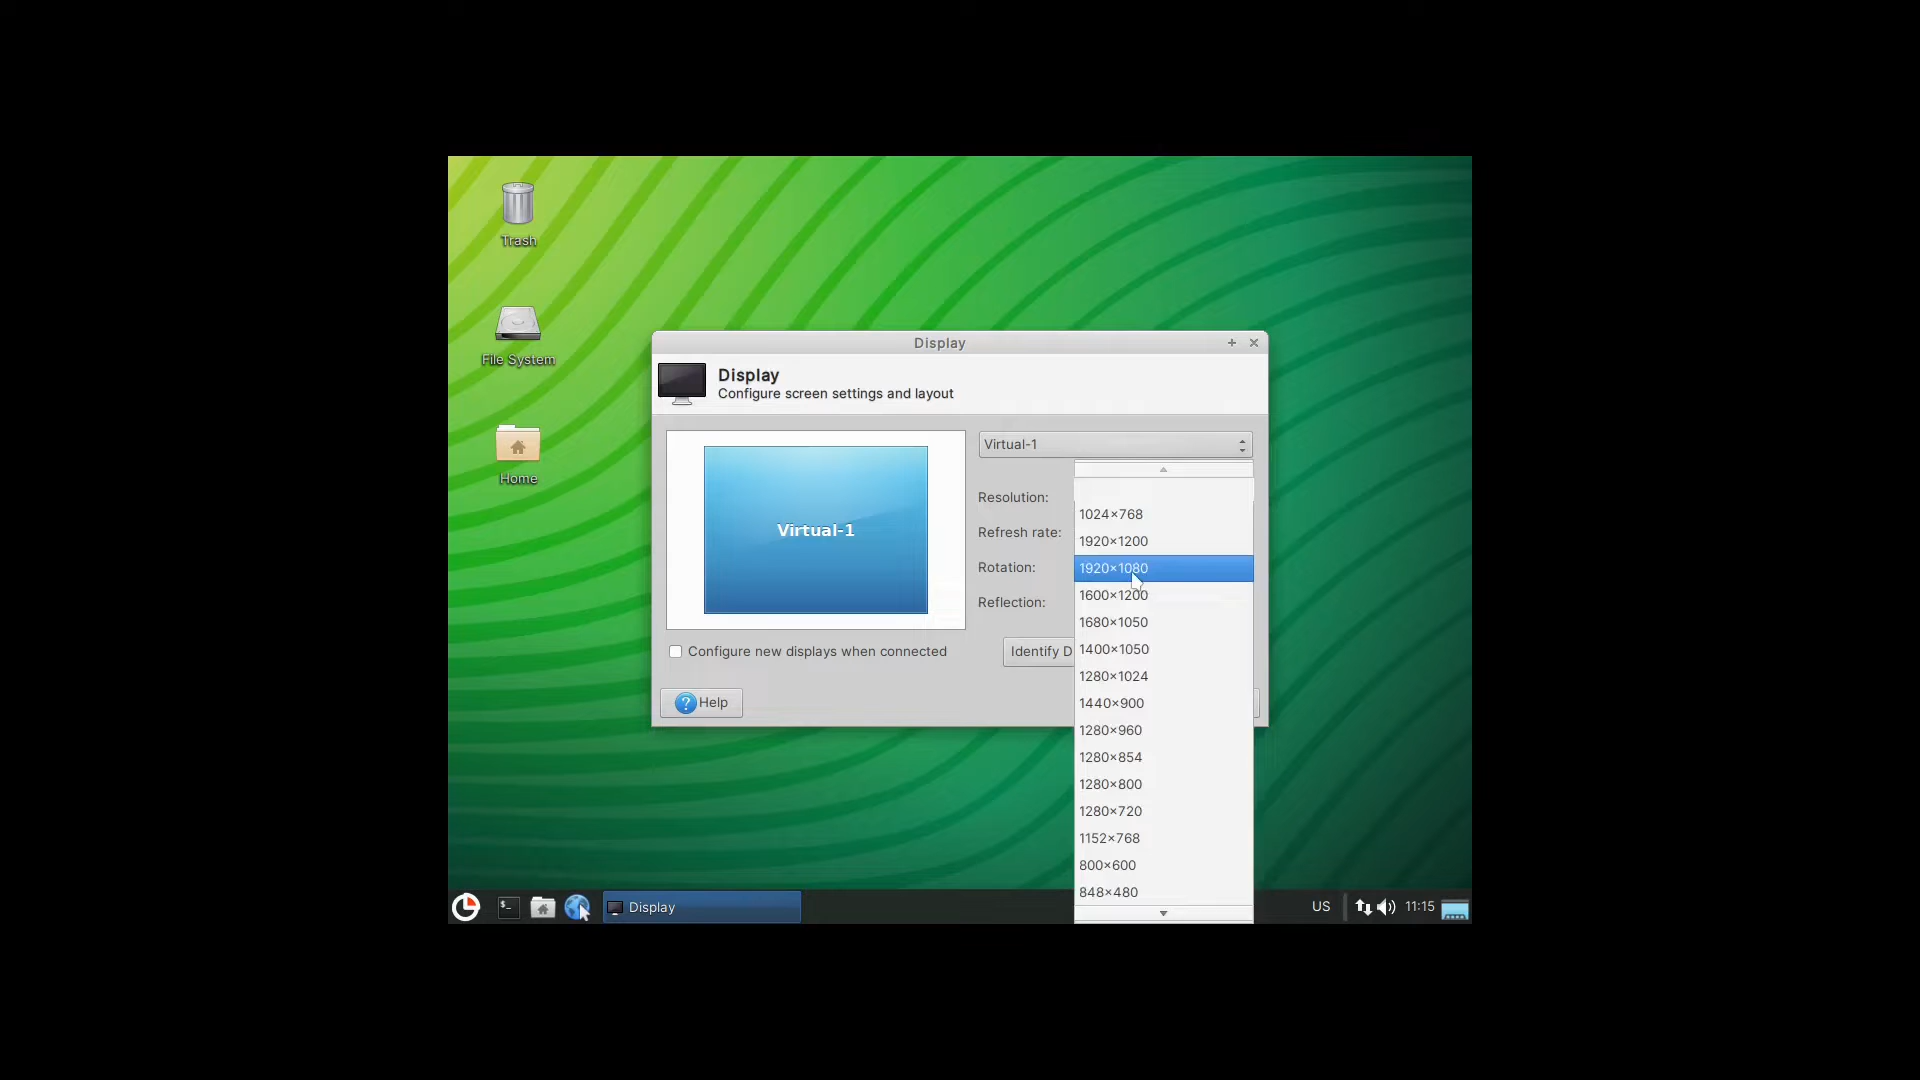 Trash
File System
Home
Display
Display
Configure screen settings and layout
Virtual-1
Virtual-1
Resolution:
Refresh rate:
Rotation:
Reflection:
1024×768
1920×1200
1920×1080
1600×1200
1680×1050
1400×1050
1280×1024
1440×900
1280×960
1280×854
1280×800
1280×720
1152×768
800×600
848×480
Configure new displays when connected
Identify D
Help
$_
Display
US
11:15